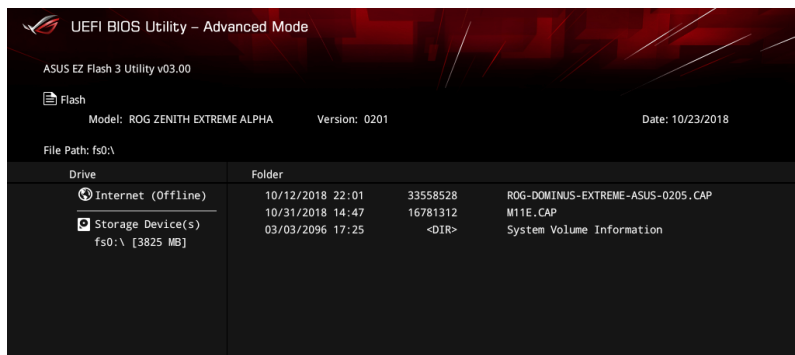 UEFI BIOS Utility – Advanced Mode
ASUS EZ Flash 3 Utility v03.00
Flash
Model: ROG ZENITH EXTREME ALPHA Version: 0201 Date: 10/23/2018
File Path: fs0:\
Drive Folder
Internet (Offline) 10/12/2018 22:01 33558528 ROG-DOMINUS-EXTREME-ASUS-0205.CAP
10/31/2018 14:47 16781312 M11E.CAP
Storage Device(s) 03/03/2096 17:25 <DIR> System Volume Information
fs0:\ [3825 MB]